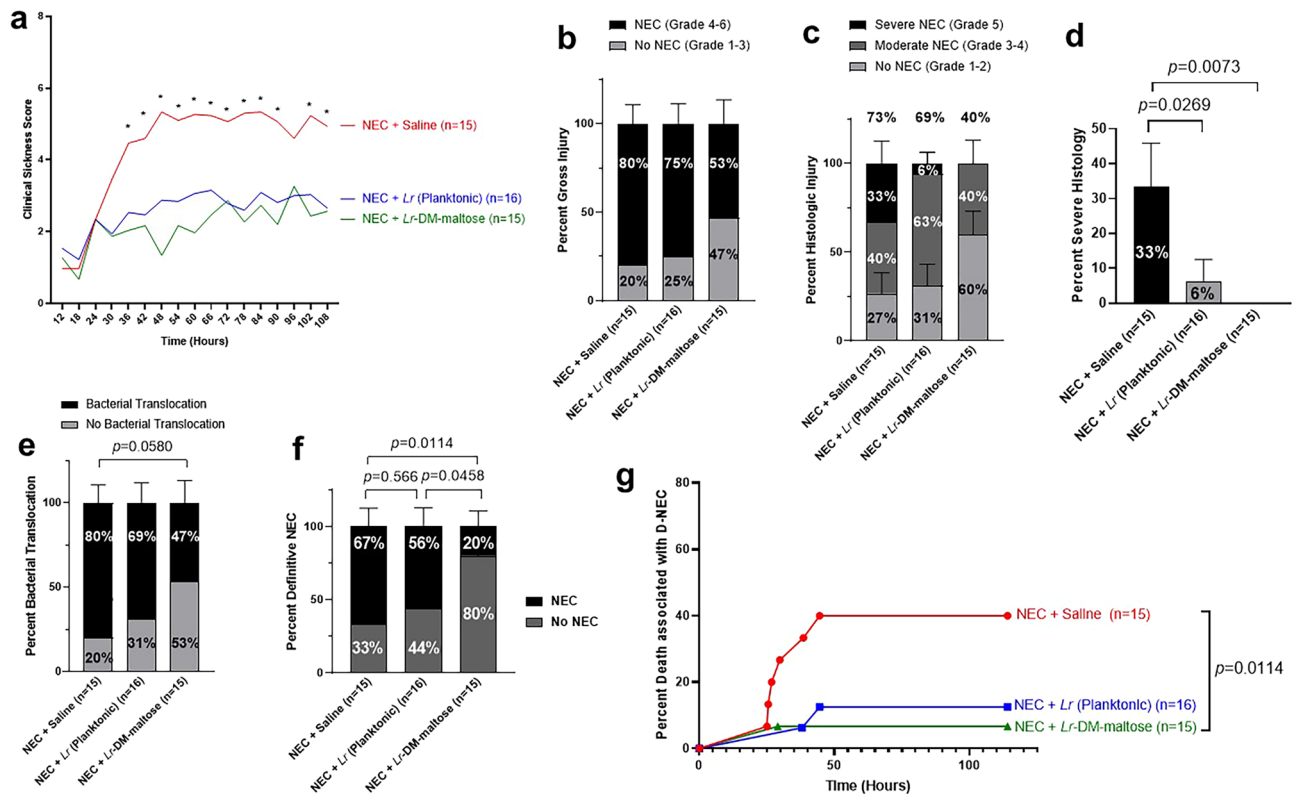 a
8
6
4
2
0
Clinical Sickness Score
* * * * * * * * * * * *
NEC + Saline (n=15)
NEC + Lr (Planktonic) (n=16)
NEC + Lr-DM-maltose (n=15)
12 18 24 30 36 42 48 54 60 66 72 78 84 90 96 102 108
Time (Hours)
b
NEC (Grade 4-6)
No NEC (Grade 1-3)
Percent Gross Injury
100
50
0
80% 75% 53%
20% 25% 47%
NEC + Saline (n=15)
NEC + Lr (Planktonic) (n=16)
NEC + Lr-DM-maltose (n=15)
c
Severe NEC (Grade 5)
Moderate NEC (Grade 3-4)
No NEC (Grade 1-2)
73% 69% 40%
Percent Histologic Injury
100
50
0
33% 6% 40%
40% 63%
27% 31% 60%
NEC + Saline (n=15)
NEC + Lr (Planktonic) (n=16)
NEC + Lr-DM-maltose (n=15)
d
p=0.0073
p=0.0269
Percent Severe Histology
50
40
30
20
10
0
33%
6%
NEC + Saline (n=15)
NEC + Lr (Planktonic) (n=16)
NEC + Lr-DM-maltose (n=15)
e
Bacterial Translocation
No Bacterial Translocation
p=0.0580
Percent Bacterial Translocation
100
50
0
80% 69% 47%
20% 31% 53%
NEC + Saline (n=15)
NEC + Lr (Planktonic) (n=16)
NEC + Lr-DM-maltose (n=15)
f
p=0.0114
p=0.566 p=0.0458
Percent Definitive NEC
100
50
0
67% 56% 20%
33% 44% 80%
NEC
No NEC
NEC + Saline (n=15)
NEC + Lr (Planktonic) (n=16)
NEC + Lr-DM-maltose (n=15)
g
Percent Death associated with D-NEC
80
60
40
20
0
NEC + Saline (n=15)
NEC + Lr (Planktonic) (n=16)
NEC + Lr-DM-maltose (n=15)
p=0.0114
0 50 100
Time (Hours)